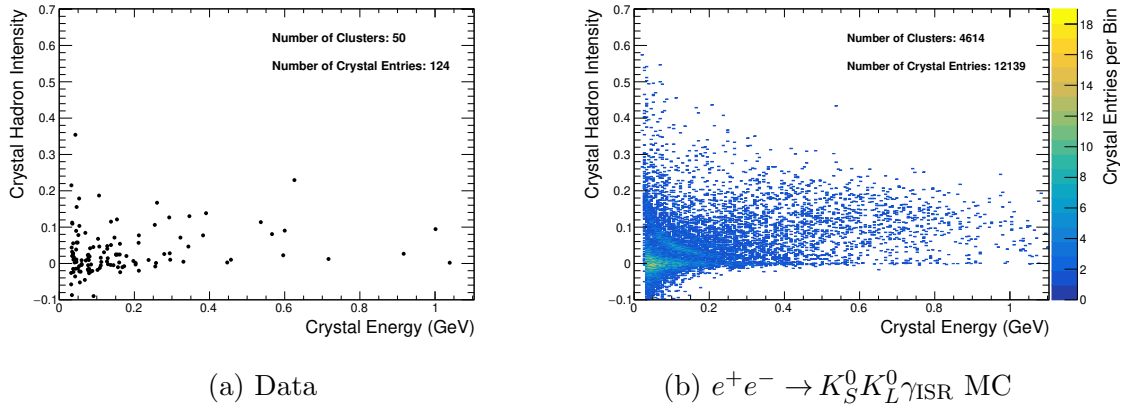 Number of Clusters: 50
Number of Crystal Entries: 124
Crystal Hadron Intensity
0.7
0.6
0.5
0.4
0.3
0.2
0.1
0
−0.1
0 0.2 0.4 0.6 0.8 1
Crystal Energy (GeV)
(a) Data
Number of Clusters: 4614
Number of Crystal Entries: 12139
Crystal Hadron Intensity
0.7
0.6
0.5
0.4
0.3
0.2
0.1
0
−0.1
0 0.2 0.4 0.6 0.8 1
Crystal Energy (GeV)
18
16
14
12
10
8
6
4
2
0
Crystal Entries per Bin
(b) e⁺e⁻ → K_S^0 K_L^0 γ_ISR MC